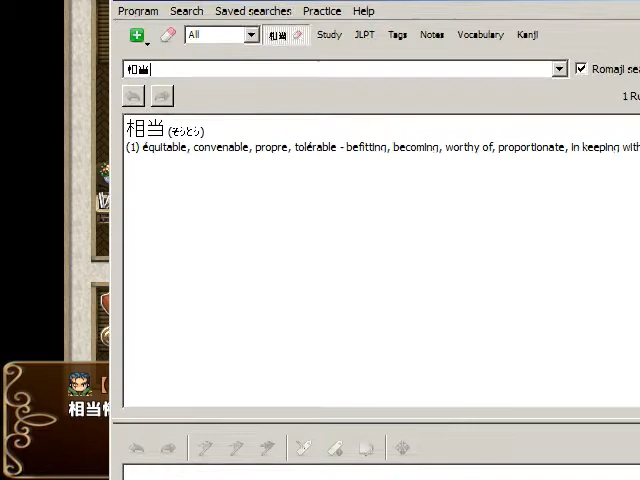 Program Search Saved searches Practice Help
All 相当 Study JLPT Tags Notes Vocabulary Kanji
相当
Romaji sea
1 Ru
相当 (そうとう)
(1) équitable, convenable, propre, tolérable - befitting, becoming, worthy of, proportionate, in keeping with
【
相当